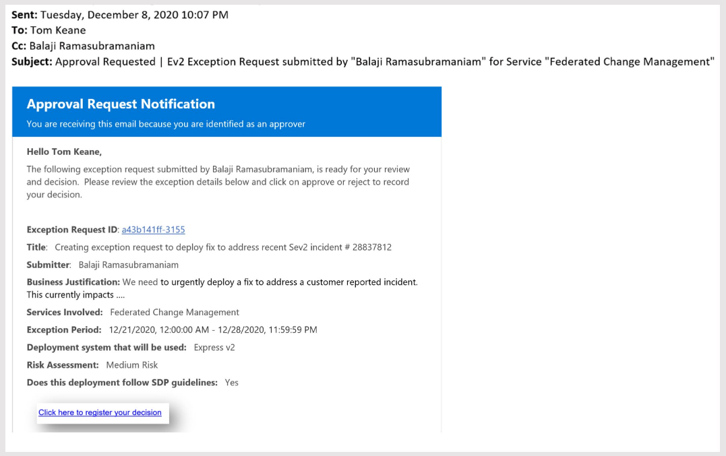 Sent: Tuesday, December 8, 2020 10:07 PM
To: Tom Keane
Cc: Balaji Ramasubramaniam
Subject: Approval Requested | Ev2 Exception Request submitted by "Balaji Ramasubramaniam" for Service "Federated Change Management"
Approval Request Notification
You are receiving this email because you are identified as an approver
Hello Tom Keane,
The following exception request submitted by Balaji Ramasubramaniam, is ready for your review
and decision. Please review the exception details below and click on approve or reject to record
your decision.
Exception Request ID: a43b141ff-3155
Title: Creating exception request to deploy fix to address recent Sev2 incident # 28837812
Submitter: Balaji Ramasubramaniam
Business Justification: We need to urgently deploy a fix to address a customer reported incident.
This currently impacts ....
Services Involved: Federated Change Management
Exception Period: 12/21/2020, 12:00:00 AM - 12/28/2020, 11:59:59 PM
Deployment system that will be used: Express v2
Risk Assessment: Medium Risk
Does this deployment follow SDP guidelines: Yes
Click here to register your decision